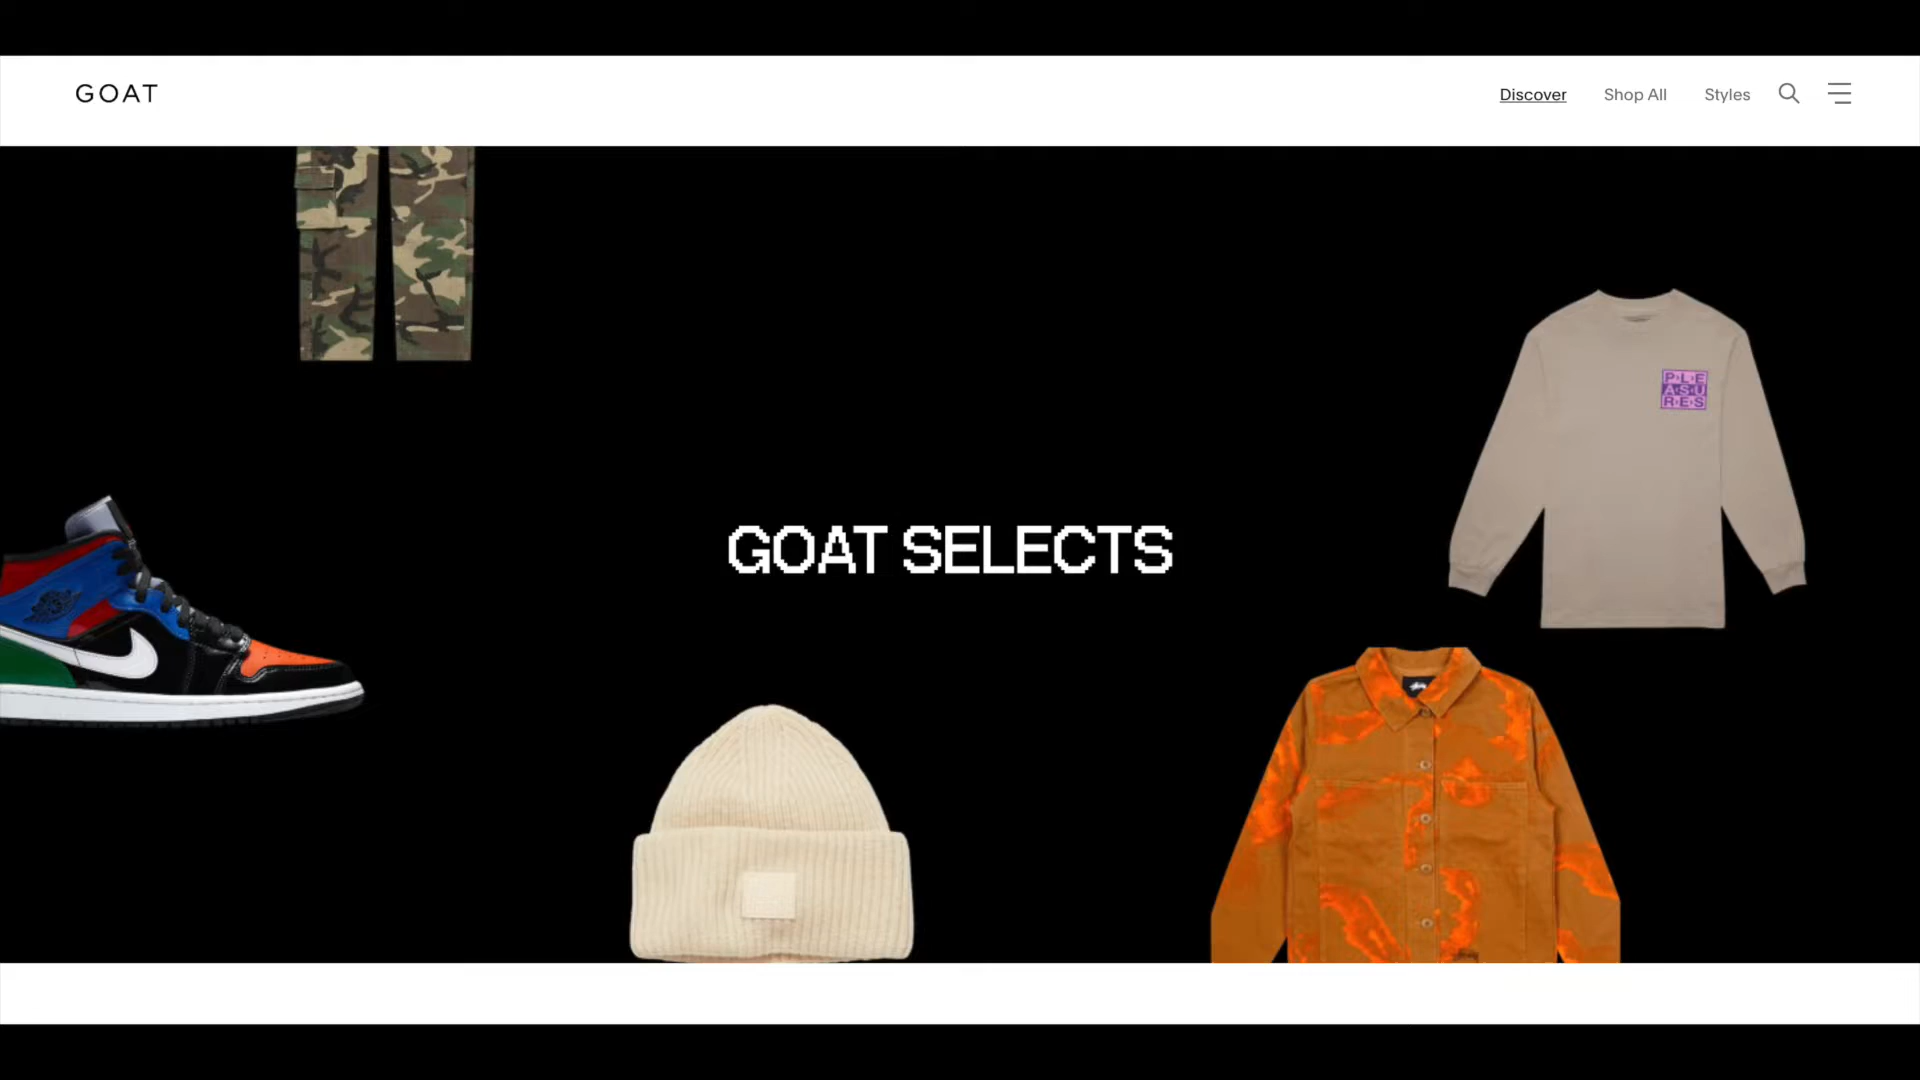 GOAT
Discover
Shop All
Styles
PLE
ASU
RES
GOAT SELECTS